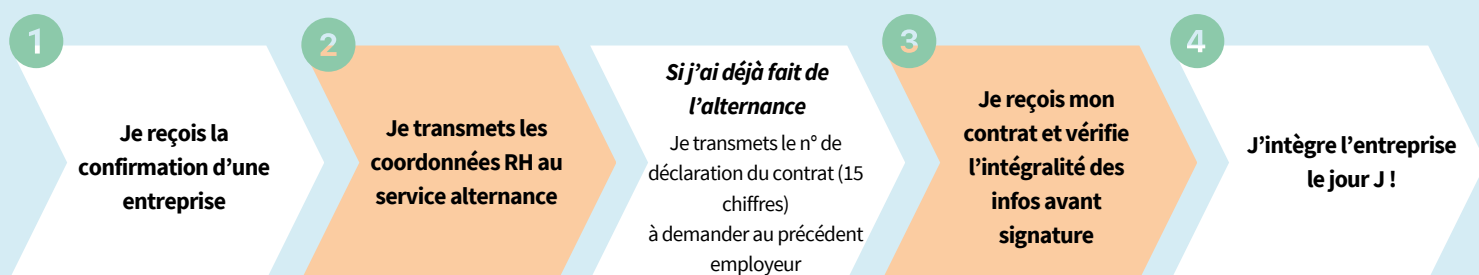 1
Je reçois la
confirmation d’une
entreprise
2
Je transmets les
coordonnées RH au
service alternance
Si j’ai déjà fait de
l’alternance
Je transmets le n° de
déclaration du contrat (15
chiffres)
à demander au précédent
employeur
3
Je reçois mon
contrat et vérifie
l’intégralité des
infos avant
signature
4
J’intègre l’entreprise
le jour J !